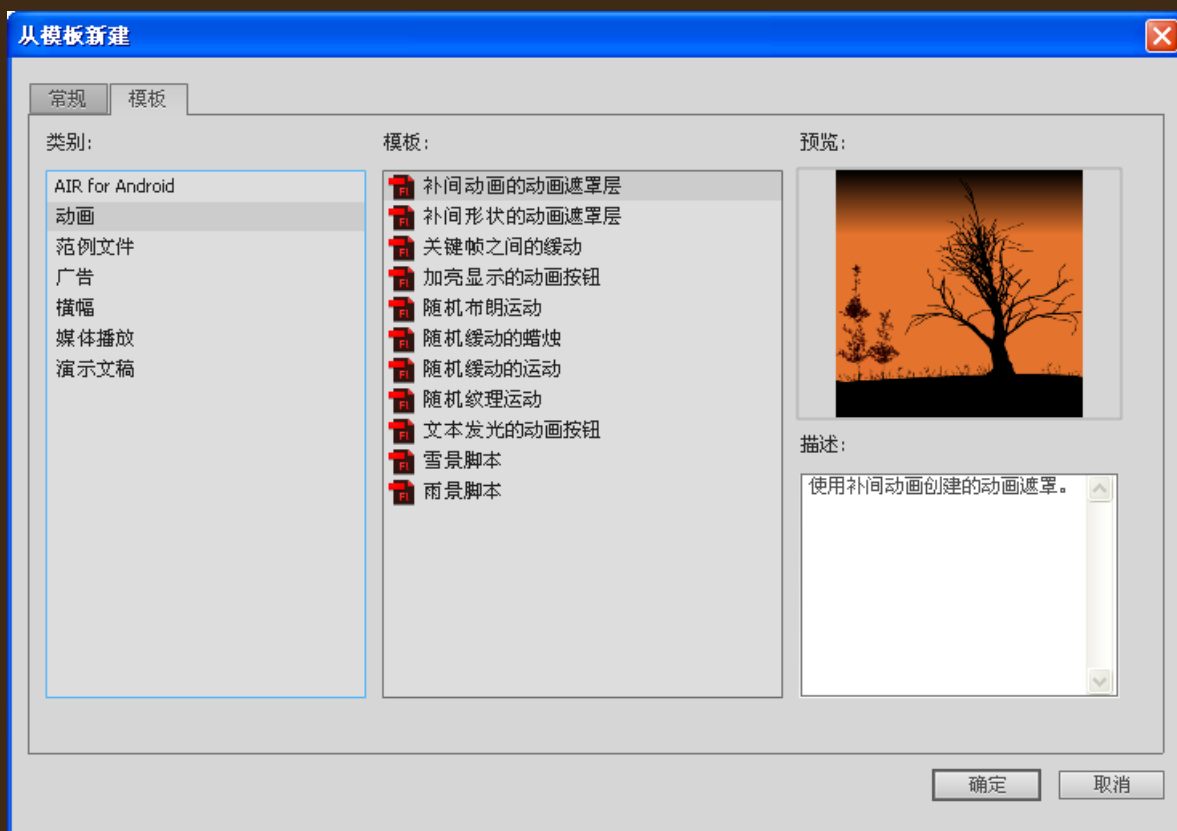 从模板新建
常规
模板
类别:
AIR for Android
动画
范例文件
广告
横幅
媒体播放
演示文稿
模板:
补间动画的动画遮罩层
补间形状的动画遮罩层
关键帧之间的缓动
加亮显示的动画按钮
随机布朗运动
随机缓动的蜡烛
随机缓动的运动
随机纹理运动
文本发光的动画按钮
雪景脚本
雨景脚本
预览:
描述:
使用补间动画创建的动画遮罩。
确定
取消